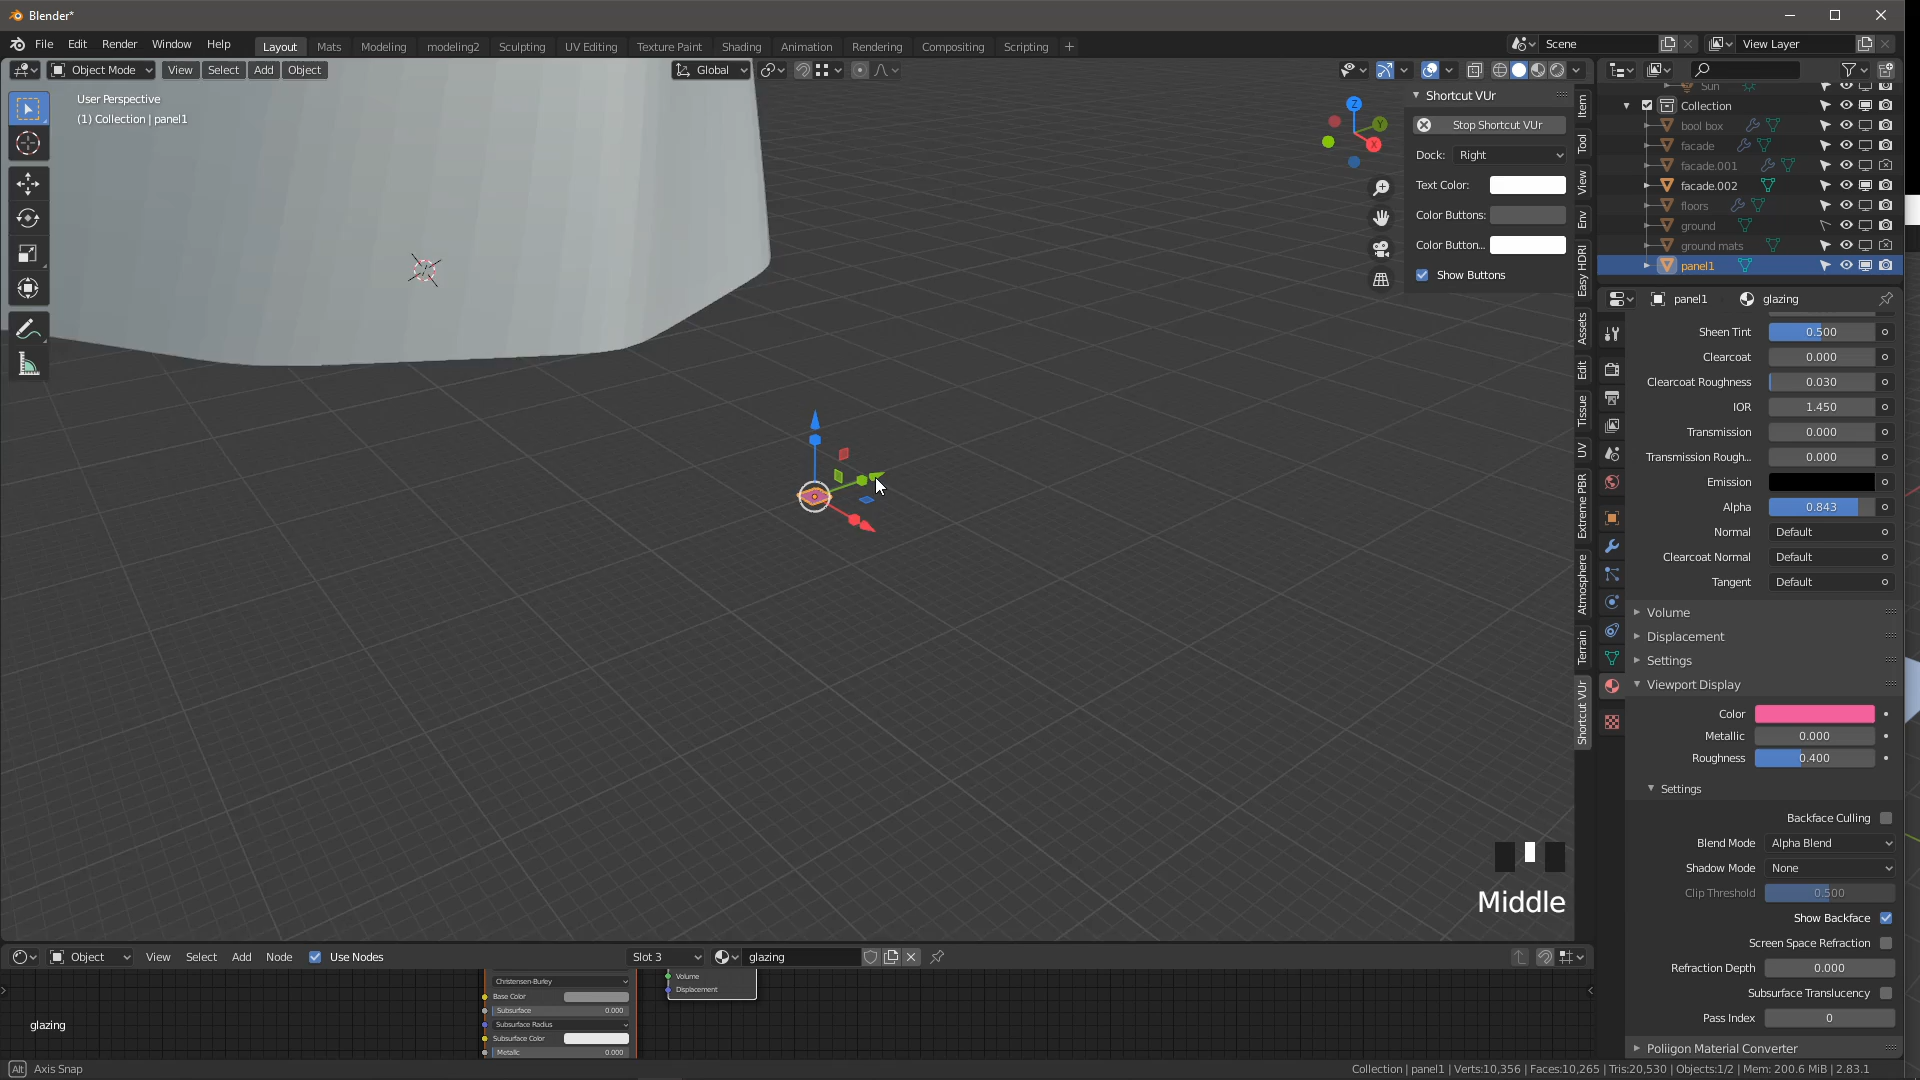 Blender*
File Edit Render Window Help Layout Mats Modeling modeling2 Sculpting UV Editing Texture Paint Shading Animation Rendering Compositing Scripting + Scene View Layer
Object Mode View Select Add Object Global
User Perspective
(1) Collection | panel1
Z
Y
X
Shortcut VUr
Stop Shortcut VUr
Dock: Right
Text Color:
Color Buttons:
Color Button...
Show Buttons
Item
Tool
View
Env
Easy HDRI
Assets
Edit
Tissue
UV
Extreme PBR
Atmosphere
Terrain
Shortcut VUr
Sun
Collection
bool box
facade
facade.001
facade.002
floors
ground
ground mats
panel1
panel1 glazing
Sheen Tint 0.500
Clearcoat 0.000
Clearcoat Roughness 0.030
IOR 1.450
Transmission 0.000
Transmission Rough... 0.000
Emission
Alpha 0.843
Normal Default
Clearcoat Normal Default
Tangent Default
Volume
Displacement
Settings
Viewport Display
Color
Metallic 0.000
Roughness 0.400
Settings
Backface Culling
Blend Mode Alpha Blend
Shadow Mode None
Clip Threshold 0.500
Show Backface
Screen Space Refraction
Refraction Depth 0.000
Subsurface Translucency
Pass Index 0
Poliigon Material Converter
Middle
Object View Select Add Node Use Nodes Slot 3 glazing
Christensen-Burley
Base Color
Subsurface 0.000
Subsurface Radius
Subsurface Color
Metallic 0.000
Volume
Displacement
glazing
Alt Axis Snap
Collection | panel1 | Verts:10,356 | Faces:10,265 | Tris:20,530 | Objects:1/2 | Mem: 200.6 MiB | 2.83.1